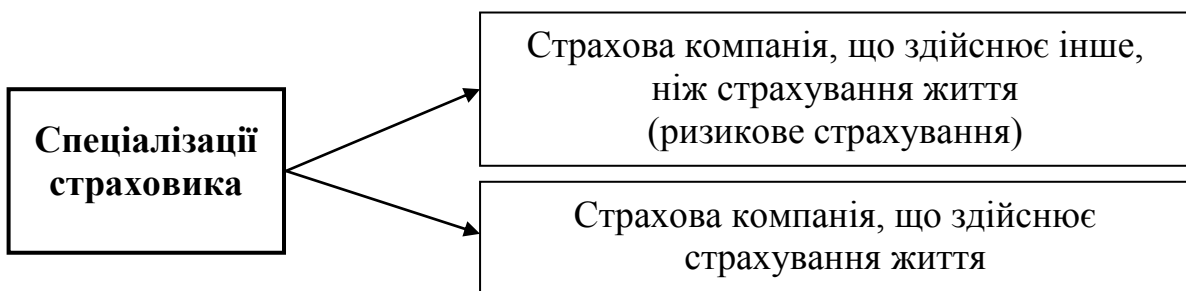 Спеціалізації
страховика
Страхова компанія, що здійснює інше,
ніж страхування життя
(ризикове страхування)
Страхова компанія, що здійснює
страхування життя